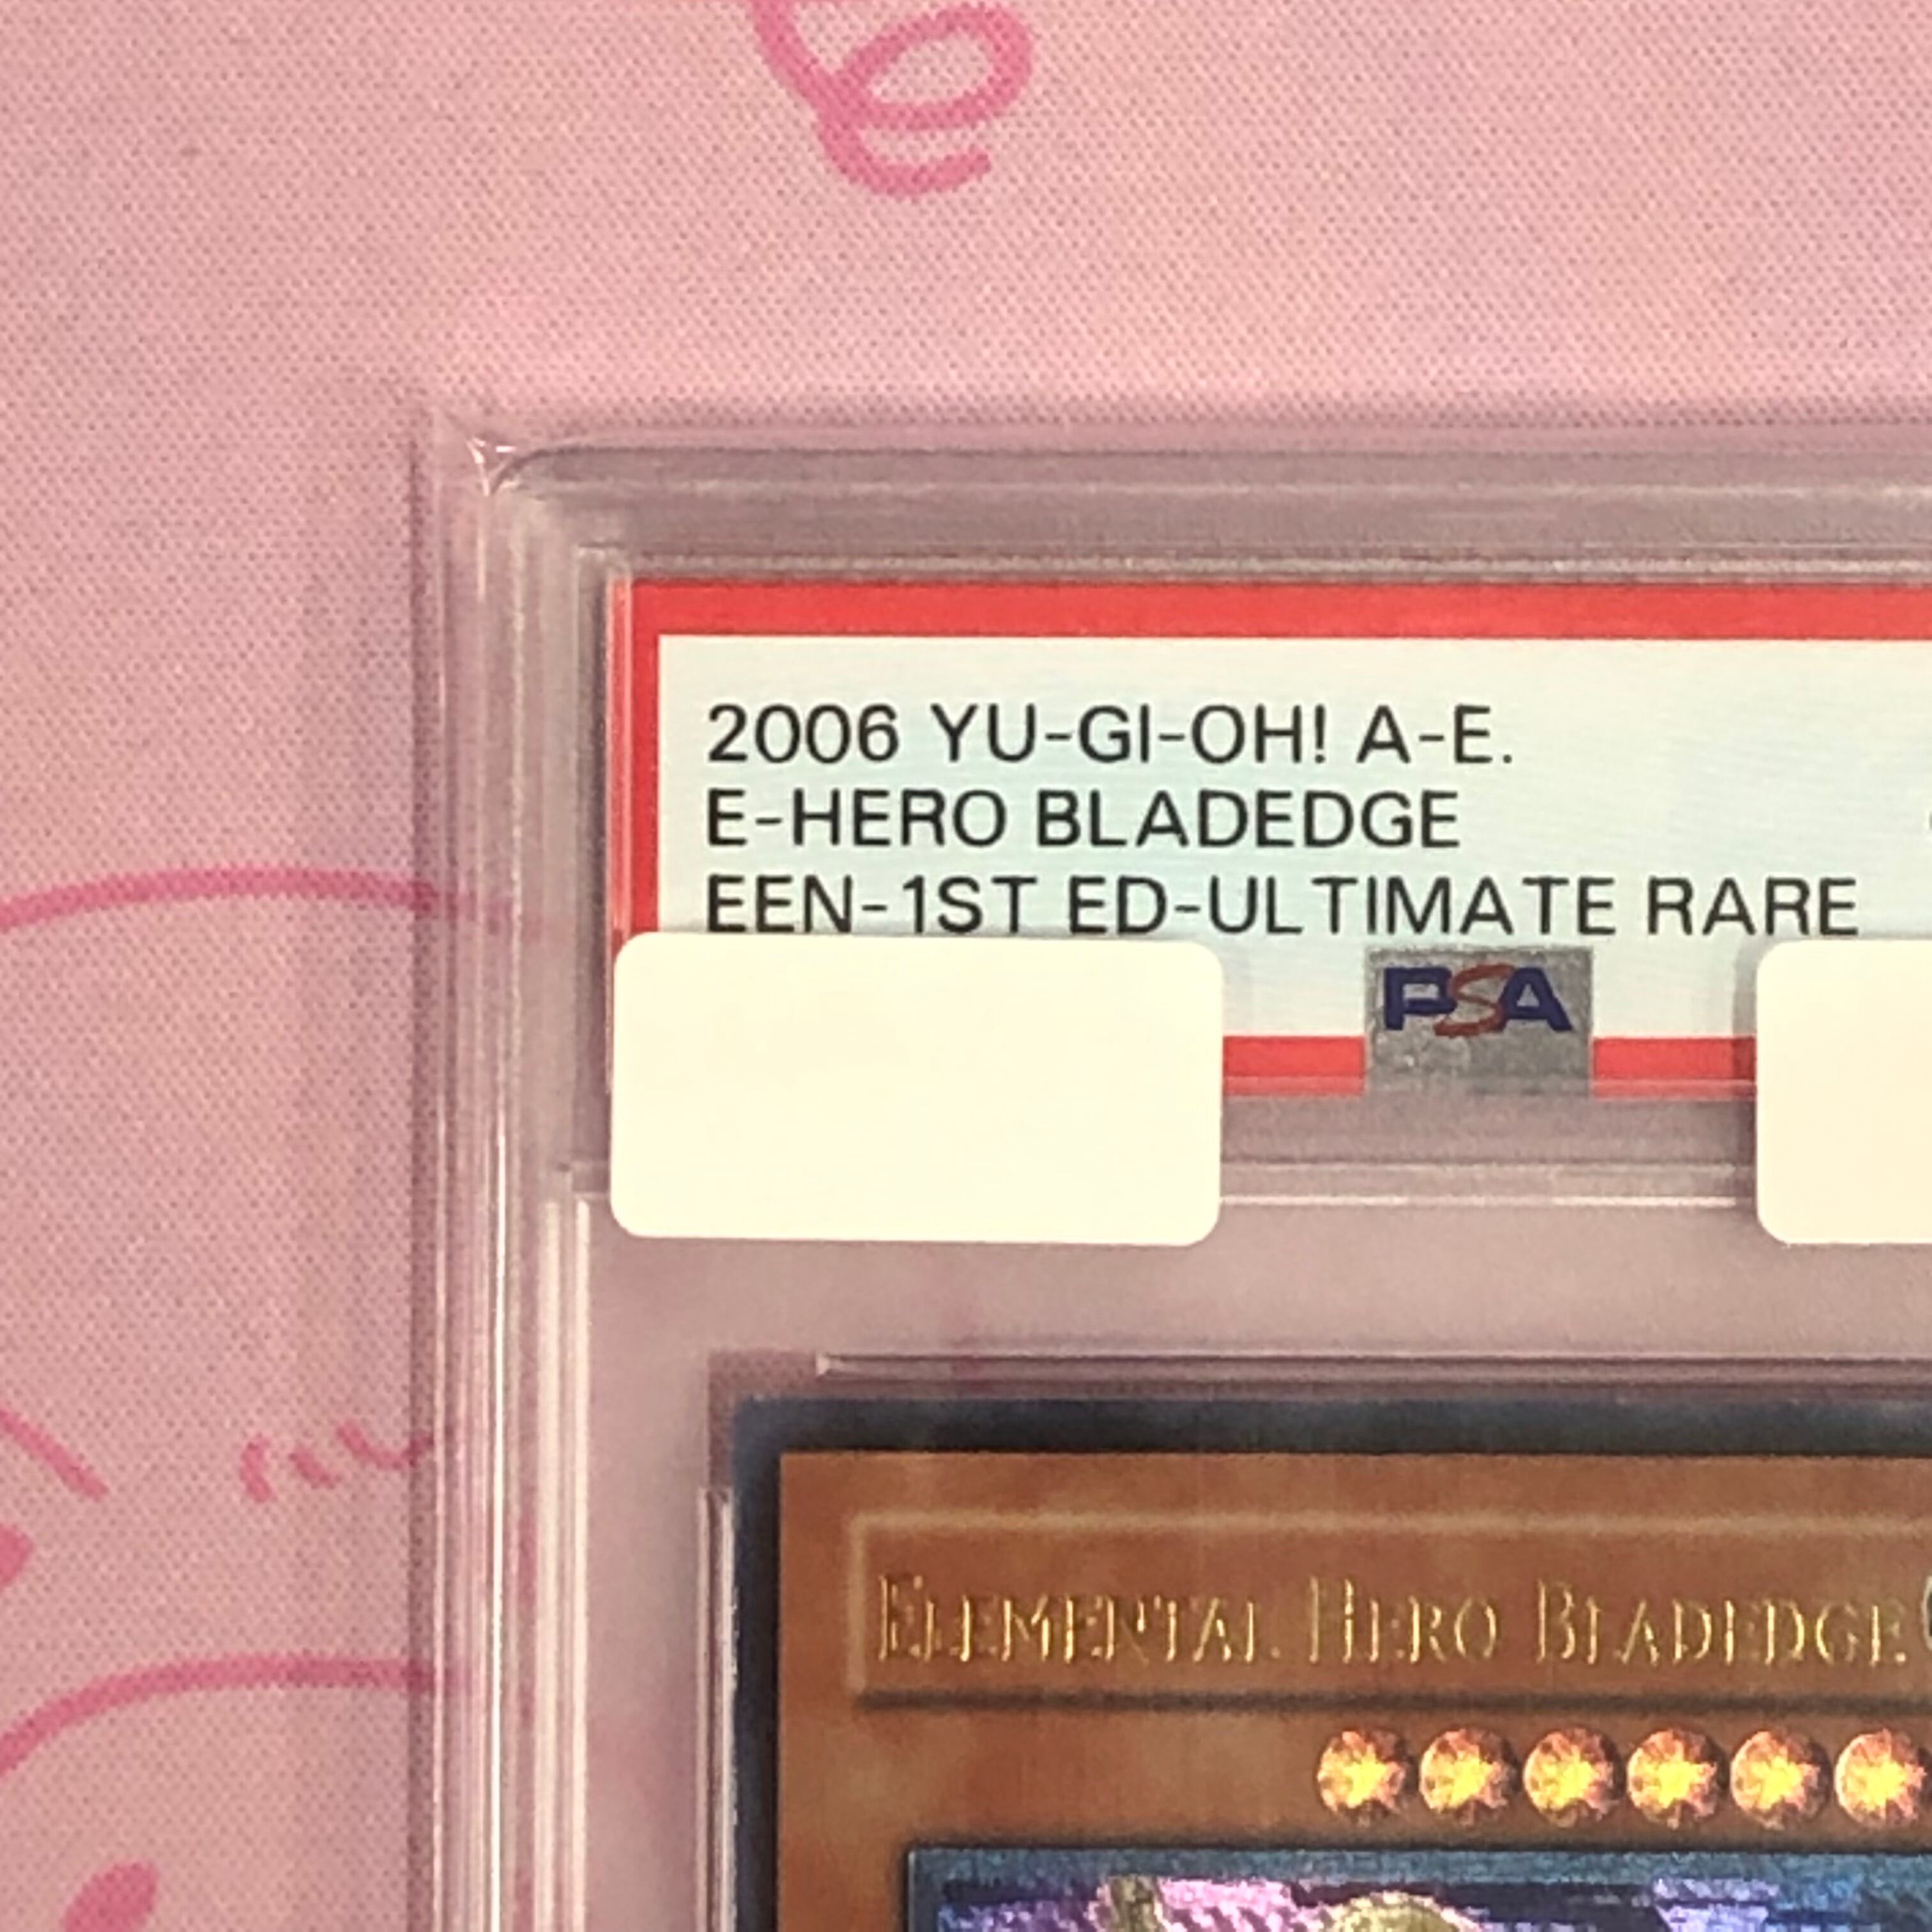 2006 YU-GI-OH! A-E.
E-HERO BLADEDGE
EEN-1ST ED-ULTIMATE RARE
PSA
Elemental Hero Bladedge